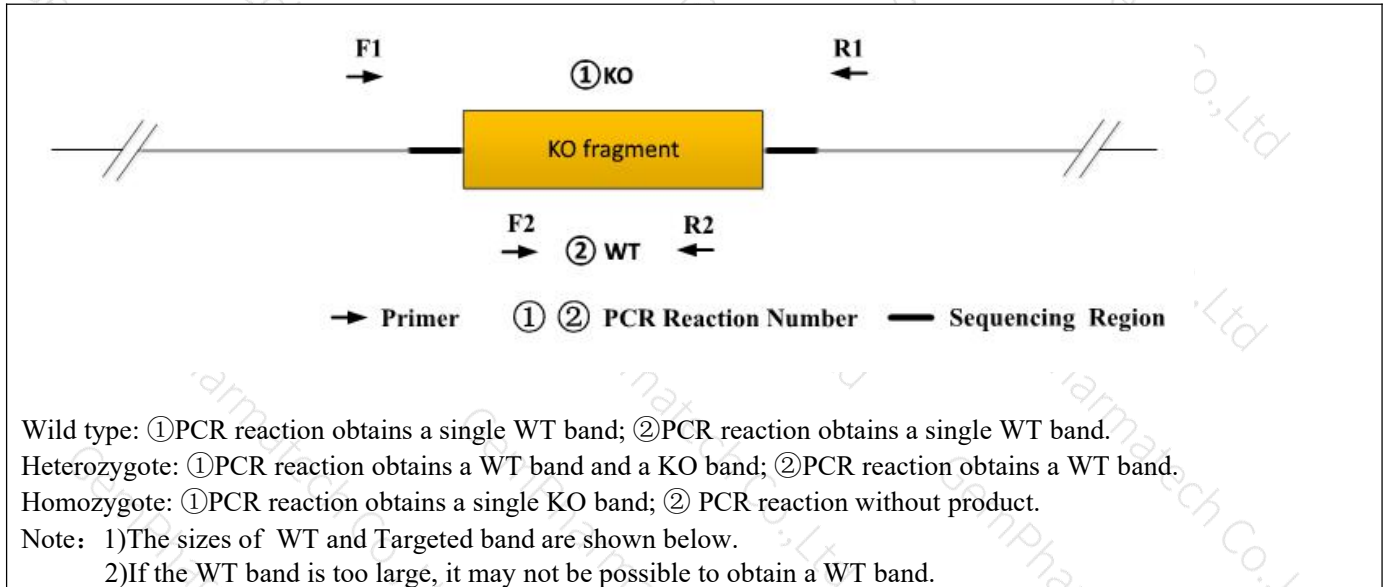 F1 R1
①KO
KO fragment
F2 R2
② WT
Primer ① ② PCR Reaction Number Sequencing Region
Wild type: ①PCR reaction obtains a single WT band; ②PCR reaction obtains a single WT band.
Heterozygote: ①PCR reaction obtains a WT band and a KO band; ②PCR reaction obtains a WT band.
Homozygote: ①PCR reaction obtains a single KO band; ② PCR reaction without product.
Note: 1)The sizes of WT and Targeted band are shown below.
2)If the WT band is too large, it may not be possible to obtain a WT band.